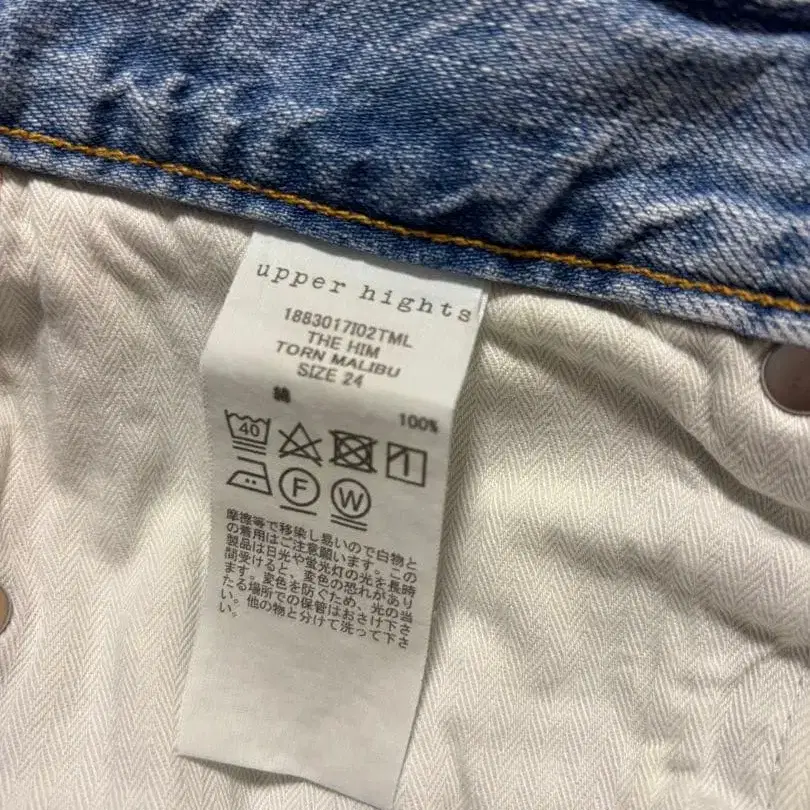 upper hights
1883017I02TML
THE HIM
TORN MALIBU
SIZE 24
綿 100%
40
F W
摩擦等で移染し易いので白物と
の着用はご注意願います。この
製品は日光や蛍光灯の光を長時
間受けると、変色の恐れがあり
ます。変色を防ぐため、光の当
たる場所での保管はおさけ下さ
い。他の物と分けて洗って下さ
い。